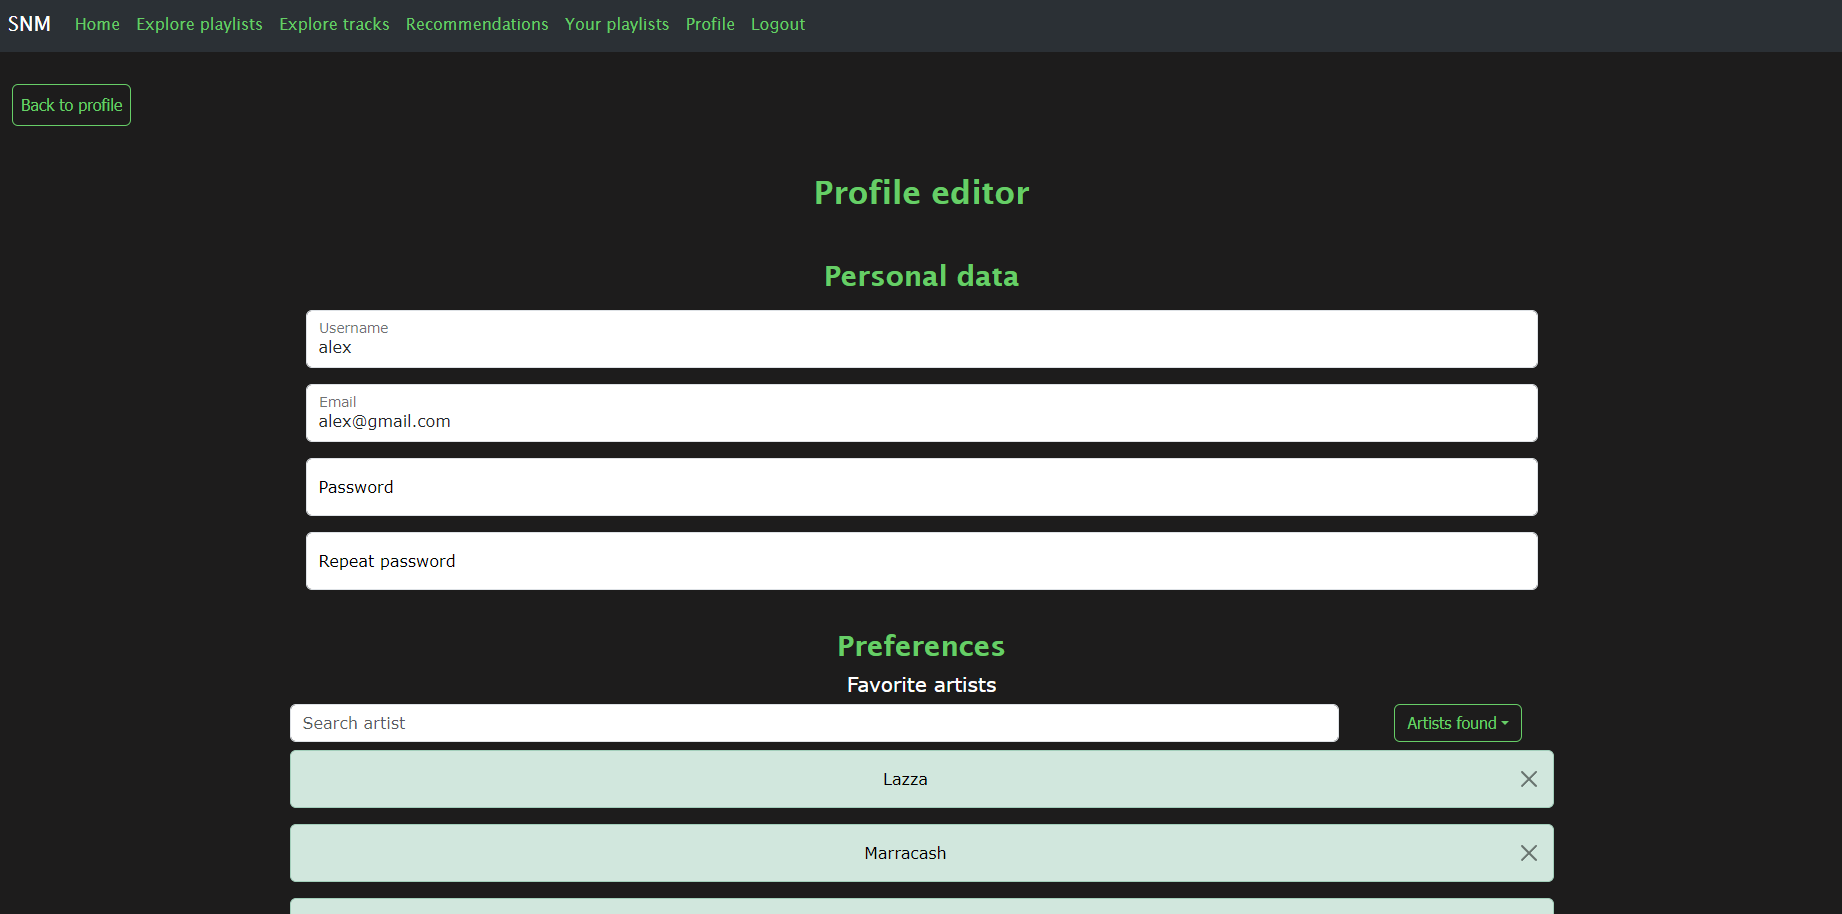 SNM Home Explore playlists Explore tracks Recommendations Your playlists Profile Logout
Back to profile
Profile editor
Personal data
Username
alex
Email
alex@gmail.com
Password
Repeat password
Preferences
Favorite artists
Search artist Artists found
Lazza
Marracash